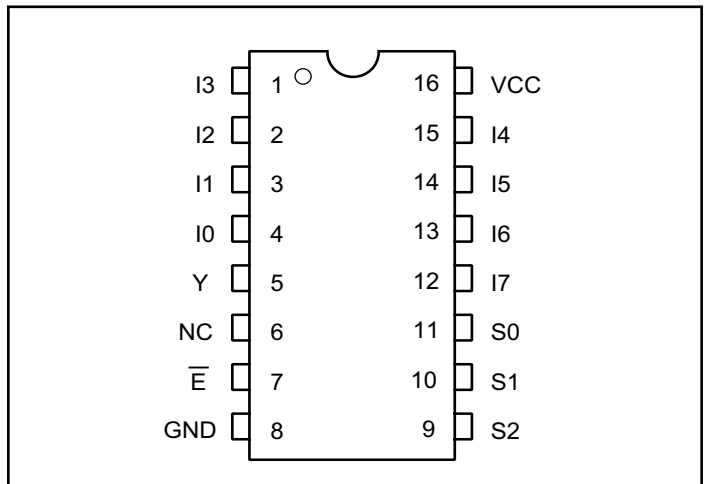 I3 1 16 VCC
I2 2 15 I4
I1 3 14 I5
I0 4 13 I6
Y 5 12 I7
NC 6 11 S0
E̅ 7 10 S1
GND 8 9 S2